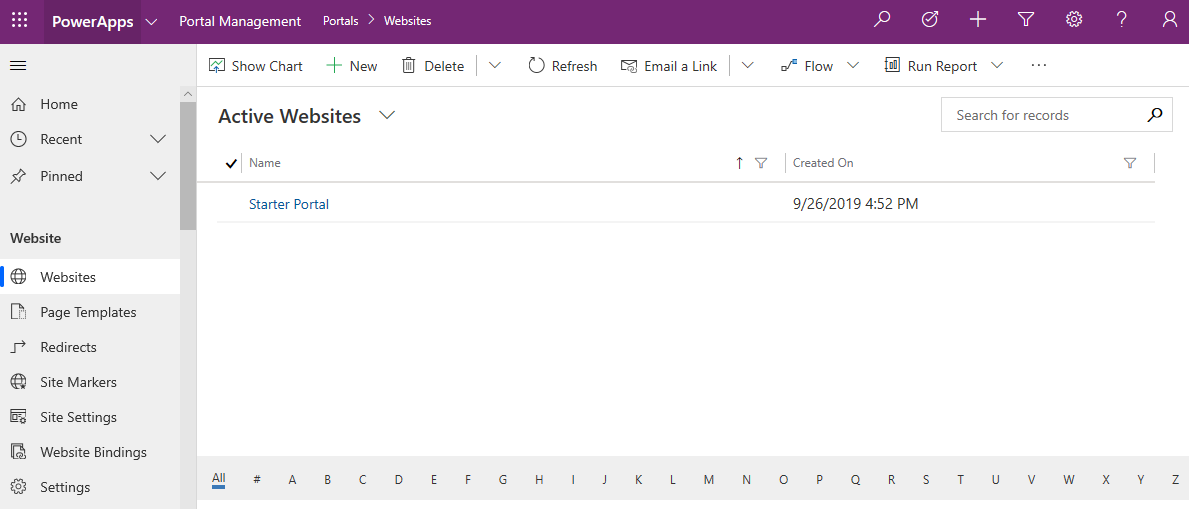 PowerApps Portal Management Portals Websites
Show Chart New Delete Refresh Email a Link Flow Run Report ...
Home
Recent
Pinned
Website
Websites
Page Templates
Redirects
Site Markers
Site Settings
Website Bindings
Settings
Active Websites Search for records
Name Created On
Starter Portal 9/26/2019 4:52 PM
All # A B C D E F G H I J K L M N O P Q R S T U V W X Y Z